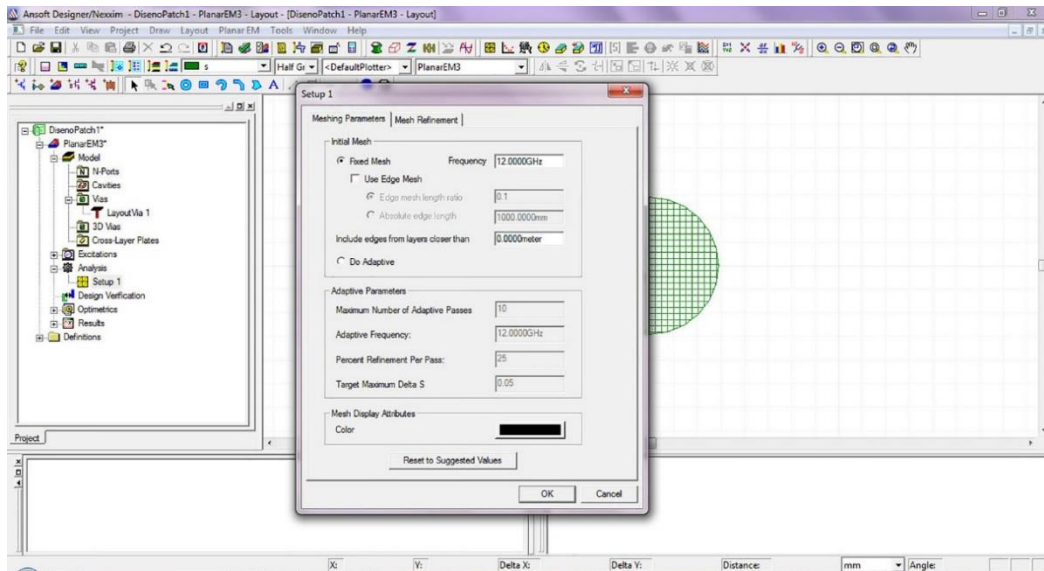 Ansoft Designer/Nexxim - DisenoPatch1 - PlanarEM3 - Layout - [DisenoPatch1 - PlanarEM3 - Layout]
File Edit View Project Draw Layout Planar EM Tools Window Help
s Half Gr <DefaultPlotter> PlanarEM3
DisenoPatch1*
PlanarEM3*
Model
N-Ports
Cavities
Vias
LayoutVia 1
3D Vias
Cross-Layer Plates
Excitations
Analysis
Setup 1
Design Verification
Optimetrics
Results
Definitions
Project
Setup 1
Meshing Parameters Mesh Refinement
Initial Mesh
Fixed Mesh Frequency 12.0000GHz
Use Edge Mesh
Edge mesh length ratio 0.1
Absolute edge length 1000.0000mm
Include edges from layers closer than 0.0000meter
Do Adaptive
Adaptive Parameters
Maximum Number of Adaptive Passes 10
Adaptive Frequency: 12.0000GHz
Percent Refinement Per Pass: 25
Target Maximum Delta S 0.05
Mesh Display Attributes
Color
Reset to Suggested Values
OK Cancel
X: Y: Delta X: Delta Y: Distance: mm Angle: